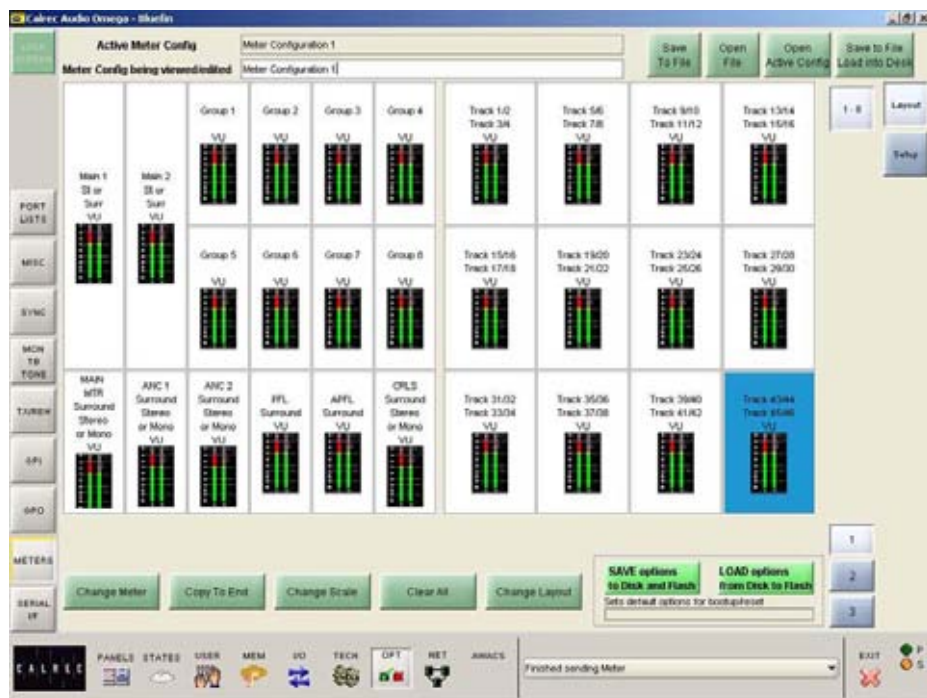 Calrec Audio Omega - Bluefin
Active Meter Config
Meter Configuration 1
Meter Config being viewed/edited
Meter Configuration 1
Save To File
Open File
Open Active Config
Save to File Load into Desk
1 - 8
Layout
Setup
PORT LISTS
MISC
SYNC
MON TB TONE
TX/REH
GPI
GPO
METERS
SERIAL I/F
Main 1 St or Surr VU
Main 2 St or Surr VU
Group 1 VU
Group 2 VU
Group 3 VU
Group 4 VU
Track 1/2 Track 3/4 VU
Track 5/6 Track 7/8 VU
Track 9/10 Track 11/12 VU
Track 13/14 Track 15/16 VU
Group 5 VU
Group 6 VU
Group 7 VU
Group 8 VU
Track 15/16 Track 17/18 VU
Track 19/20 Track 21/22 VU
Track 23/24 Track 25/26 VU
Track 27/28 Track 29/30 VU
MAIN MTR Surround Stereo or Mono VU
ANC 1 Surround Stereo or Mono VU
ANC 2 Surround Stereo or Mono VU
PFL Surround VU
APFL Surround VU
CRLS Surround Stereo or Mono VU
Track 31/32 Track 33/34 VU
Track 35/36 Track 37/38 VU
Track 39/40 Track 41/42 VU
Track 43/44 Track 45/46 VU
1
2
3
Change Meter
Copy To End
Change Scale
Clear All
Change Layout
SAVE options to Disk and Flash
LOAD options from Disk to Flash
Sets default options for bootup/reset
CALREC
PANELS
STATES
USER
MEM
I/O
TECH
OPT
NET
AWACS
Finished sending Meter
EXIT
P
S